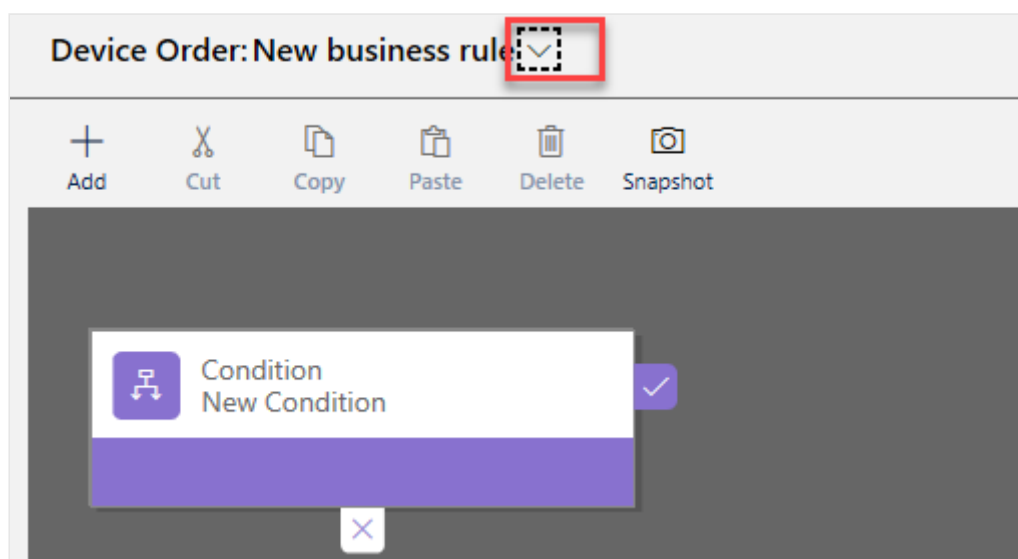 Device Order: New business rule
Add Cut Copy Paste Delete Snapshot
Condition
New Condition